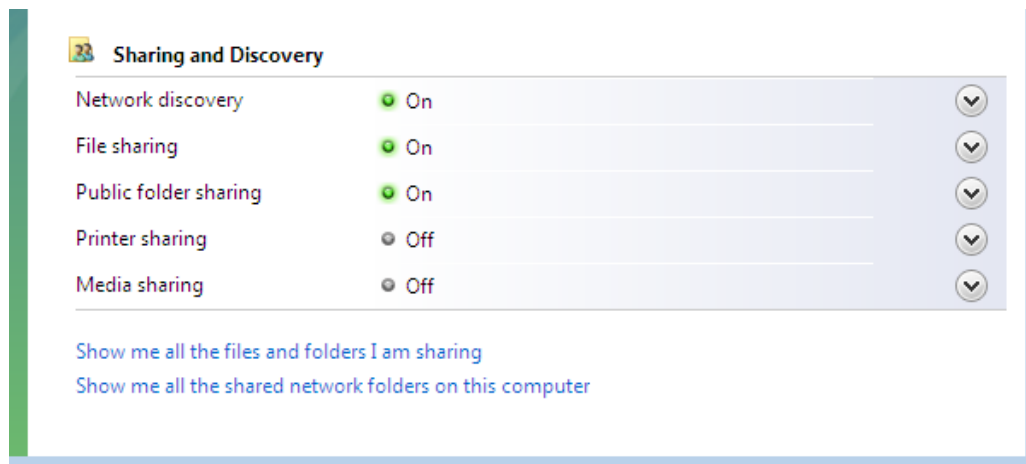 Sharing and Discovery
Network discovery On
File sharing On
Public folder sharing On
Printer sharing Off
Media sharing Off
Show me all the files and folders I am sharing
Show me all the shared network folders on this computer